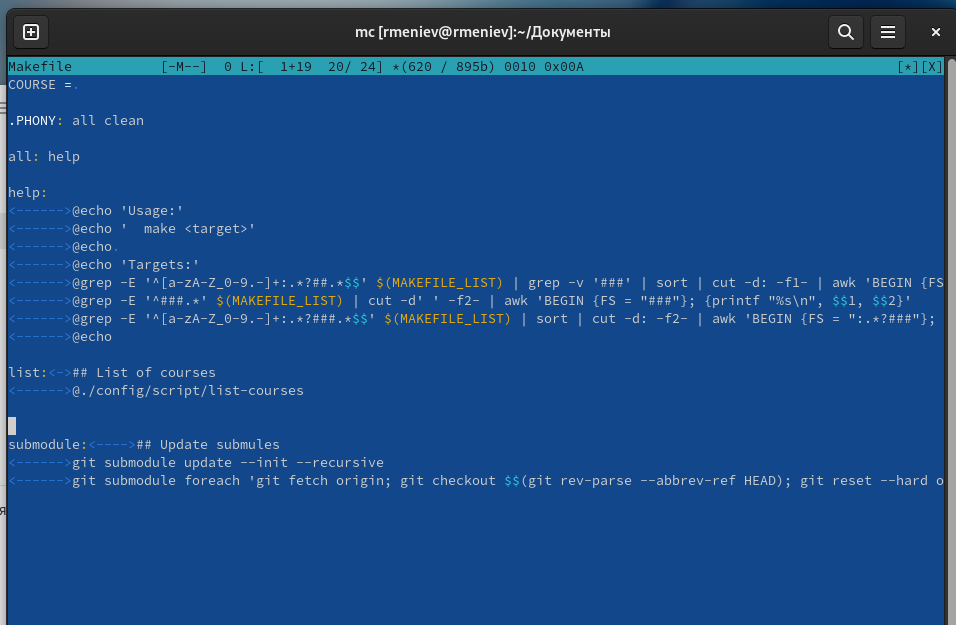 mc [rmeniev@rmeniev]:~/Документы
Makefile [-M--] 0 L:[ 1+19 20/ 24] *(620 / 895b) 0010 0x00A [*][X]
COURSE =.
.PHONY: all clean
all: help
help:
<------>@echo 'Usage:'
<------>@echo '  make <target>'
<------>@echo.
<------>@echo 'Targets:'
<------>@grep -E '^[a-zA-Z_0-9.-]+:.*?##.*$$' $(MAKEFILE_LIST) | grep -v '###' | sort | cut -d: -f1- | awk 'BEGIN {FS
<------>@grep -E '^###.*' $(MAKEFILE_LIST) | cut -d' ' -f2- | awk 'BEGIN {FS = "###"}; {printf "%s\n", $$1, $$2}'
<------>@grep -E '^[a-zA-Z_0-9.-]+:.*?###.*$$' $(MAKEFILE_LIST) | sort | cut -d: -f2- | awk 'BEGIN {FS = ":.*?###"};
<------>@echo
list:<->## List of courses
<------>@./config/script/list-courses
submodule:<---->## Update submules
<------>git submodule update --init --recursive
<------>git submodule foreach 'git fetch origin; git checkout $$(git rev-parse --abbrev-ref HEAD); git reset --hard o
я